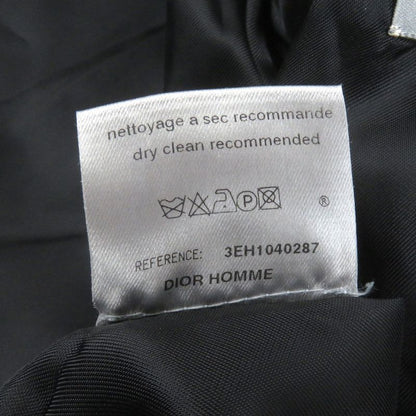 nettoyage a sec recommande
dry clean recommended
P ®
REFERENCE: 3EH1040287
DIOR HOMME